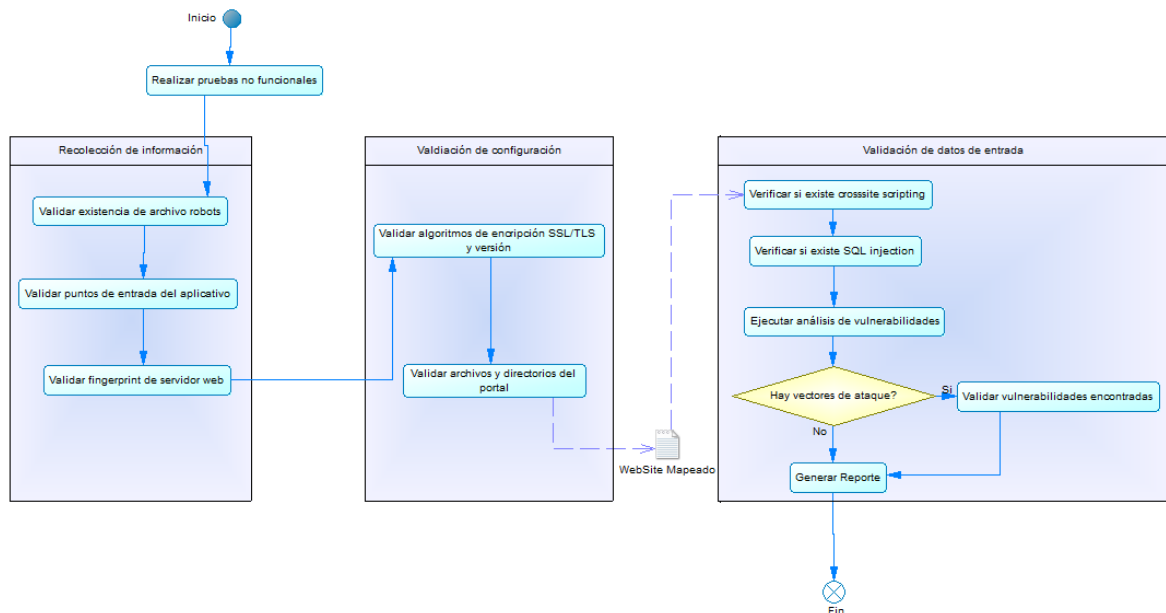 Inicio
Realizar pruebas no funcionales
Recolección de información
Validar existencia de archivo robots
Validar puntos de entrada del aplicativo
Validar fingerprint de servidor web
Valdiación de configuración
Validar algoritmos de encripción SSL/TLS
y versión
Validar archivos y directorios del
portal
WebSite Mapeado
Validación de datos de entrada
Verificar si existe crosssite scripting
Verificar si existe SQL injection
Ejecutar análisis de vulnerabilidades
Hay vectores de ataque?
Si
Validar vulnerabilidades encontradas
No
Generar Reporte
Fin